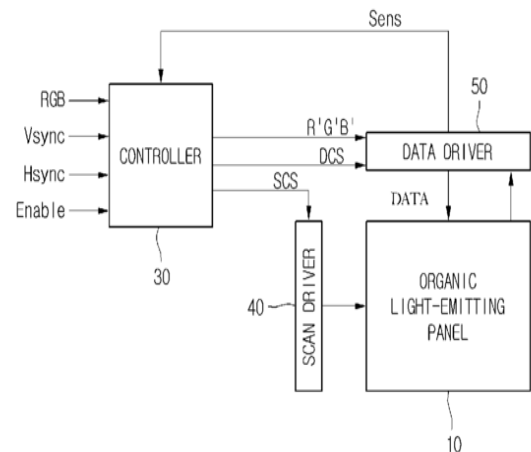 Sens
50
RGB
Vsync
Hsync
Enable
CONTROLLER
R'G'B'
DCS
SCS
DATA DRIVER
DATA
30
40
SCAN DRIVER
ORGANIC
LIGHT-EMITTING
PANEL
10